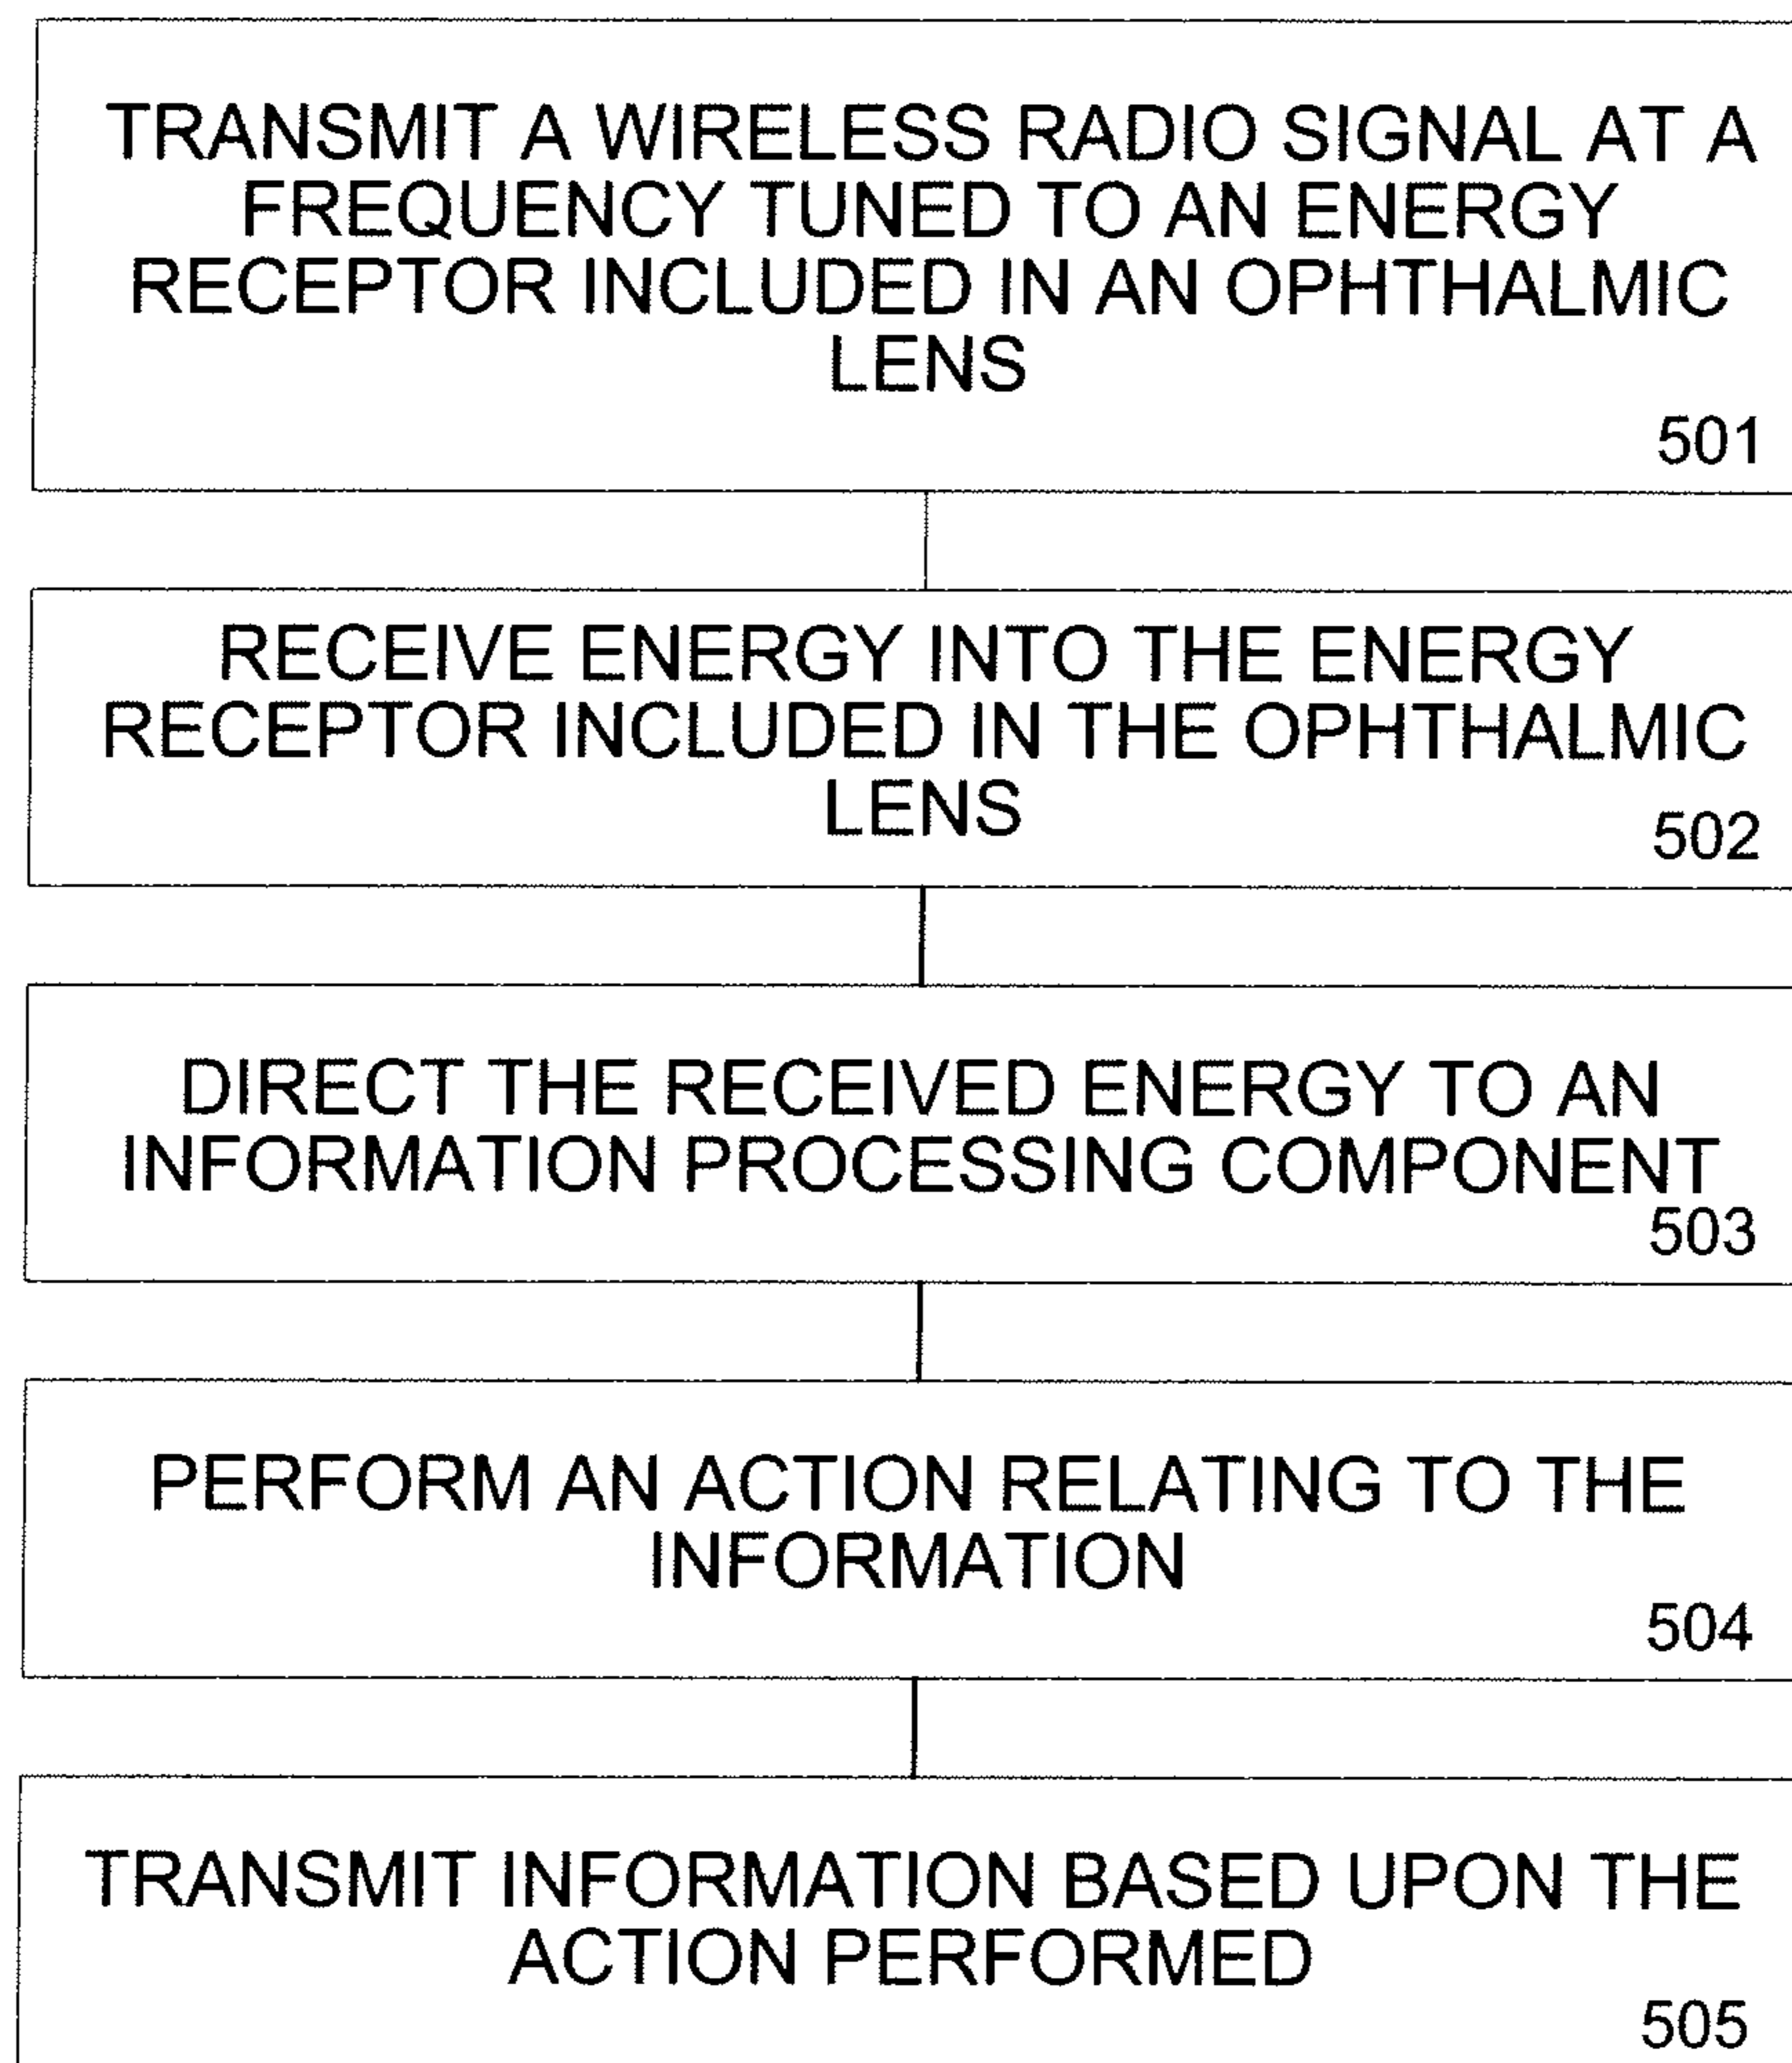 TRANSMIT A WIRELESS RADIO SIGNAL AT A
FREQUENCY TUNED TO AN ENERGY
RECEPTOR INCLUDED IN AN OPHTHALMIC
LENS
501
RECEIVE ENERGY INTO THE ENERGY
RECEPTOR INCLUDED IN THE OPHTHALMIC
LENS
502
DIRECT THE RECEIVED ENERGY TO AN
INFORMATION PROCESSING COMPONENT
503
PERFORM AN ACTION RELATING TO THE
INFORMATION
504
TRANSMIT INFORMATION BASED UPON THE
ACTION PERFORMED
505